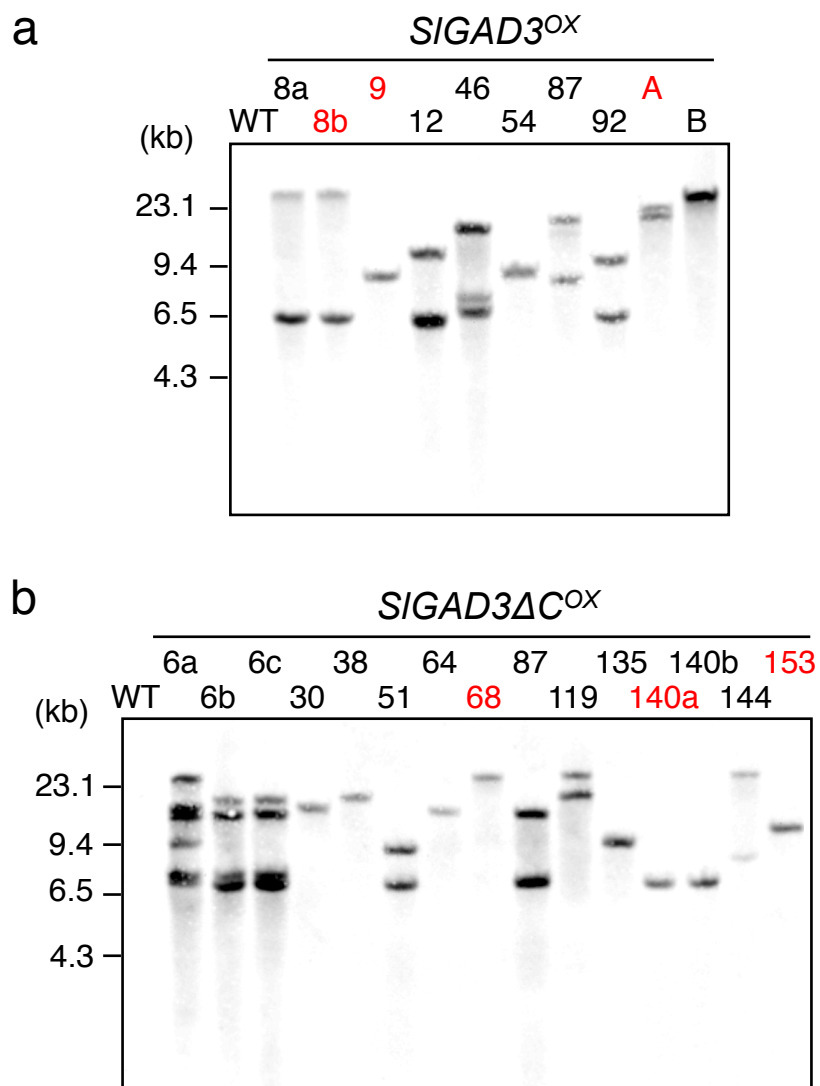 a
SlGAD3OX
8a 9 46 87 A
WT 8b 12 54 92 B
(kb)
23.1
9.4
6.5
4.3
b
SlGAD3ΔCOX
6a 6c 38 64 87 135 140b 153
WT 6b 30 51 68 119 140a 144
(kb)
23.1
9.4
6.5
4.3